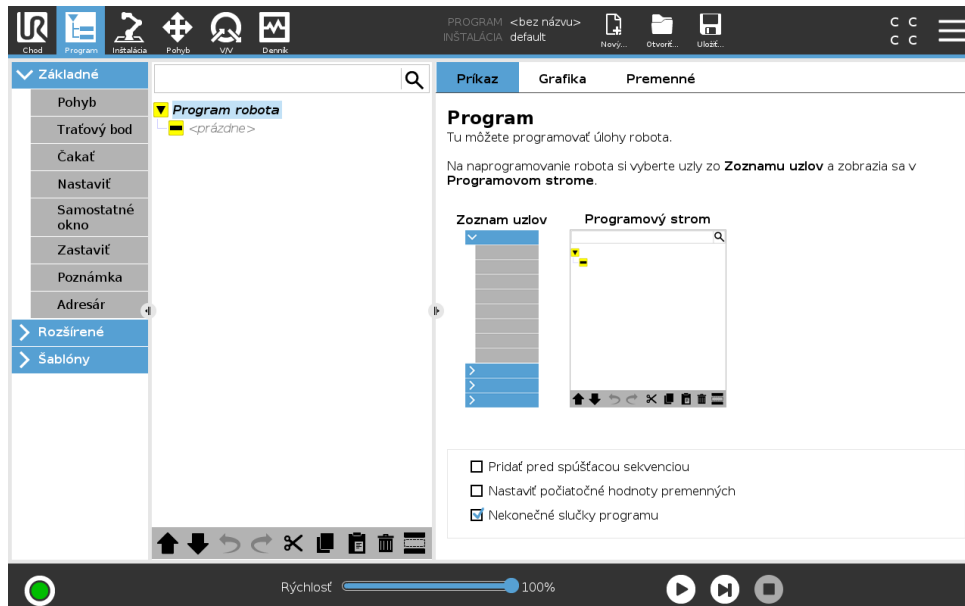 PROGRAM <bez názvu>
INŠTALÁCIA default
Chod
Program
Inštalácia
Pohyb
V/V
Denník
Nový...
Otvoriť...
Uložiť...
C C
C C
Základné
Pohyb
Traťový bod
Čakať
Nastaviť
Samostatné
okno
Zastaviť
Poznámka
Adresár
Rozšírené
Šablóny
Program robota
<prázdne>
Príkaz
Grafika
Premenné
Program
Tu môžete programovať úlohy robota.
Na naprogramovanie robota si vyberte uzly zo Zoznamu uzlov a zobrazia sa v
Programovom strome.
Zoznam uzlov
Programový strom
Pridať pred spúšťacou sekvenciou
Nastaviť počiatočné hodnoty premenných
Nekonečné slučky programu
Rýchlosť
100%